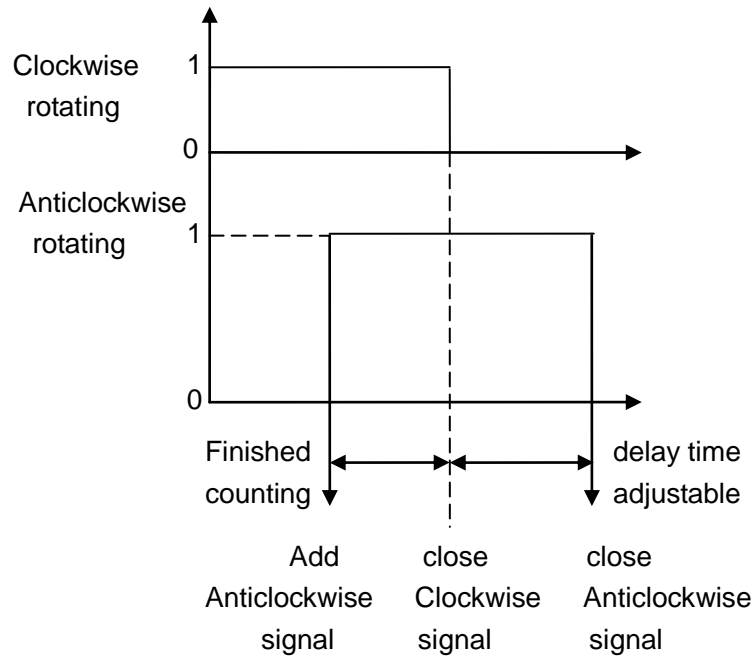 Clockwise
rotating
1
0
Anticlockwise
rotating
1
0
Finished
counting
delay time
adjustable
Add
Anticlockwise
signal
close
Clockwise
signal
close
Anticlockwise
signal